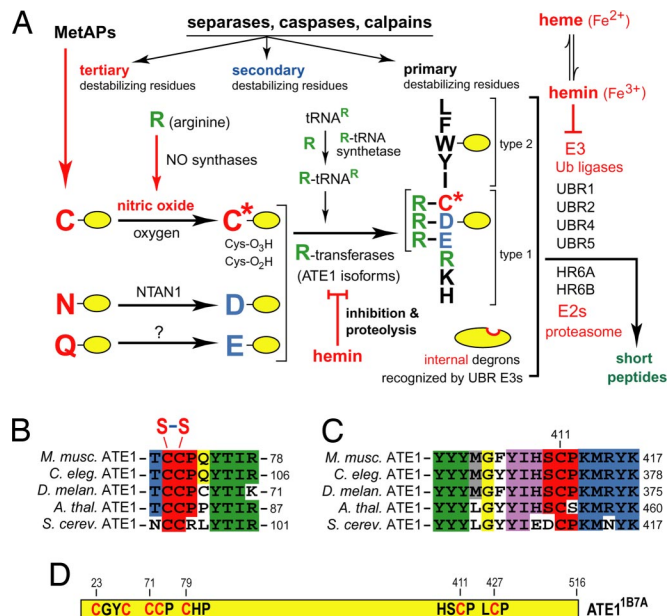 A
separases, caspases, calpains
MetAPs
tertiary
destabilizing residues
secondary
destabilizing residues
primary
destabilizing residues
heme (Fe2+)
hemin (Fe3+)
R (arginine)
NO synthases
tRNAR
R
R-tRNA
synthetase
R-tRNAR
L
F
W
Y
I
type 2
E3
Ub ligases
UBR1
UBR2
UBR4
UBR5
C
nitric oxide
oxygen
C*
Cys-O3H
Cys-O2H
R-transferases
(ATE1 isoforms)
R-C*
R-D
R-E
R
K
H
type 1
HR6A
HR6B
E2s
proteasome
N
NTAN1
D
Q
?
E
inhibition &
proteolysis
hemin
internal degrons
recognized by UBR E3s
short
peptides
B
S-S
M. musc. ATE1- TCCPQYTIR - 78
C. eleg. ATE1- TCCPQYTIR - 106
D. melan. ATE1- TCCPCYTIK - 71
A. thal. ATE1- TCCPPYTIR - 87
S. cerev. ATE1- NCCRLYTIR - 101
C
411
M. musc. ATE1- YYYMGFYIHSCPKMRYK 417
C. eleg. ATE1- YYYMGFYIHSCPKMRYK 378
D. melan. ATE1- YYYMGFYIHSCPKMRYK 375
A. thal. ATE1- YYYLGYYIHSCSKMRYK 460
S. cerev. ATE1- YYYLGYYIEDCPKMNYK 417
D
23 71 79 411 427 516
CGYC CCP CHP HSCP LCP ATE11B7A